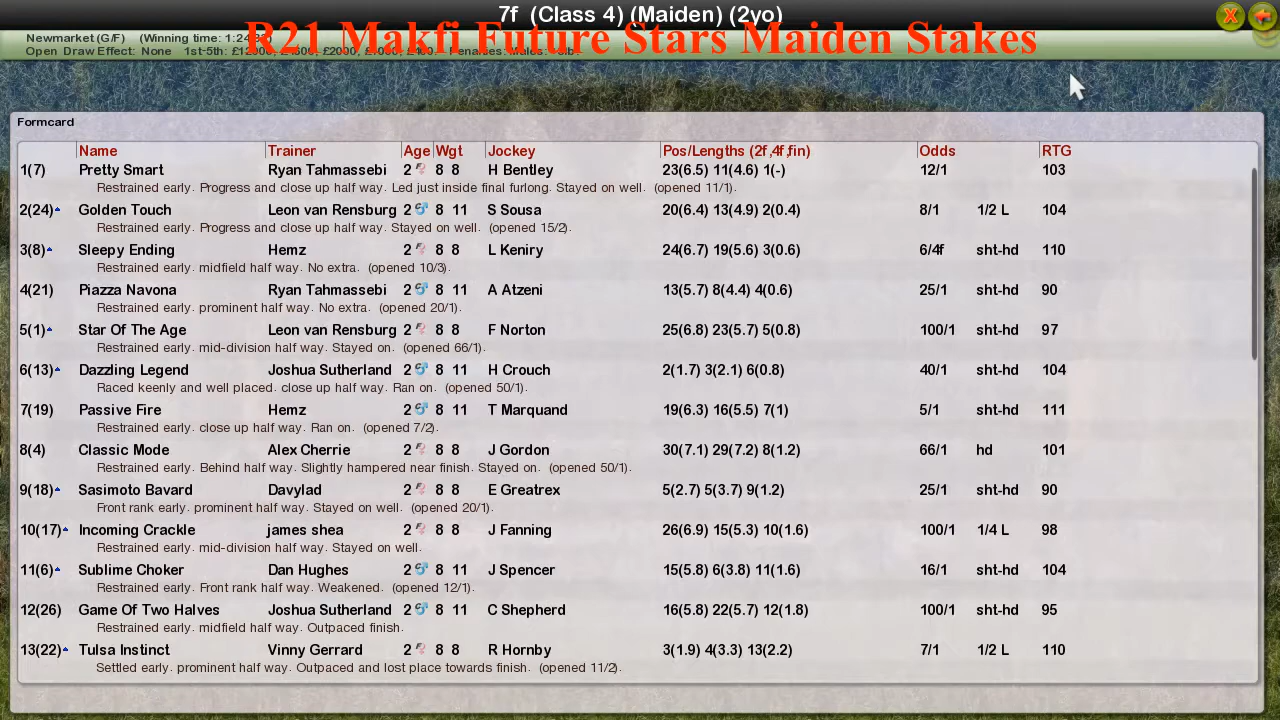 7f (Class 4) (Maiden) (2yo)
R21 Makfi Future Stars Maiden Stakes
Newmarket (G/F) (Winning time: 1:24
Open Draw Effect: None 1st-5th:
Formcard
Name Trainer Age Wgt Jockey Pos/Lengths (2f,4f,fin) Odds RTG
1(7) Pretty Smart Ryan Tahmassebi 2 8 8 H Bentley 23(6.5) 11(4.6) 1(-) 12/1 103
Restrained early. Progress and close up half way. Led just inside final furlong. Stayed on well. (opened 11/1).
2(24) Golden Touch Leon van Rensburg 2 8 11 S Sousa 20(6.4) 13(4.9) 2(0.4) 8/1 1/2 L 104
Restrained early. Progress and close up half way. Stayed on well. (opened 15/2).
3(8) Sleepy Ending Hemz 2 8 8 L Keniry 24(6.7) 19(5.6) 3(0.6) 6/4f sht-hd 110
Restrained early. midfield half way. No extra. (opened 10/3).
4(21) Piazza Navona Ryan Tahmassebi 2 8 11 A Atzeni 13(5.7) 8(4.4) 4(0.6) 25/1 sht-hd 90
Restrained early. prominent half way. No extra. (opened 20/1).
5(1) Star Of The Age Leon van Rensburg 2 8 8 F Norton 25(6.8) 23(5.7) 5(0.8) 100/1 sht-hd 97
Restrained early. mid-division half way. Stayed on. (opened 66/1).
6(13) Dazzling Legend Joshua Sutherland 2 8 11 H Crouch 2(1.7) 3(2.1) 6(0.8) 40/1 sht-hd 104
Raced keenly and well placed. close up half way. Ran on. (opened 50/1).
7(19) Passive Fire Hemz 2 8 11 T Marquand 19(6.3) 16(5.5) 7(1) 5/1 sht-hd 111
Restrained early. close up half way. Ran on. (opened 7/2).
8(4) Classic Mode Alex Cherrie 2 8 8 J Gordon 30(7.1) 29(7.2) 8(1.2) 66/1 hd 101
Restrained early. Behind half way. Slightly hampered near finish. Stayed on. (opened 50/1).
9(18) Sasimoto Bavard Davylad 2 8 8 E Greatrex 5(2.7) 5(3.7) 9(1.2) 25/1 sht-hd 90
Front rank early. prominent half way. Stayed on well. (opened 20/1).
10(17) Incoming Crackle james shea 2 8 8 J Fanning 26(6.9) 15(5.3) 10(1.6) 100/1 1/4 L 98
Restrained early. mid-division half way. Stayed on well.
11(6) Sublime Choker Dan Hughes 2 8 11 J Spencer 15(5.8) 6(3.8) 11(1.6) 16/1 sht-hd 104
Restrained early. Front rank half way. Weakened. (opened 12/1).
12(26) Game Of Two Halves Joshua Sutherland 2 8 11 C Shepherd 16(5.8) 22(5.7) 12(1.8) 100/1 sht-hd 95
Restrained early. midfield half way. Outpaced finish.
13(22) Tulsa Instinct Vinny Gerrard 2 8 8 R Hornby 3(1.9) 4(3.3) 13(2.2) 7/1 1/2 L 110
Settled early. prominent half way. Outpaced and lost place towards finish. (opened 11/2).